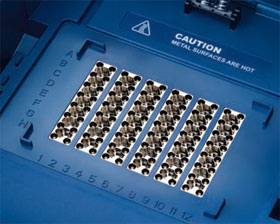 CAUTION
METAL SURFACES ARE HOT
A
B
C
D
E
F
G
H
1 2 3 4 5 6 7 8 9 10 11 12